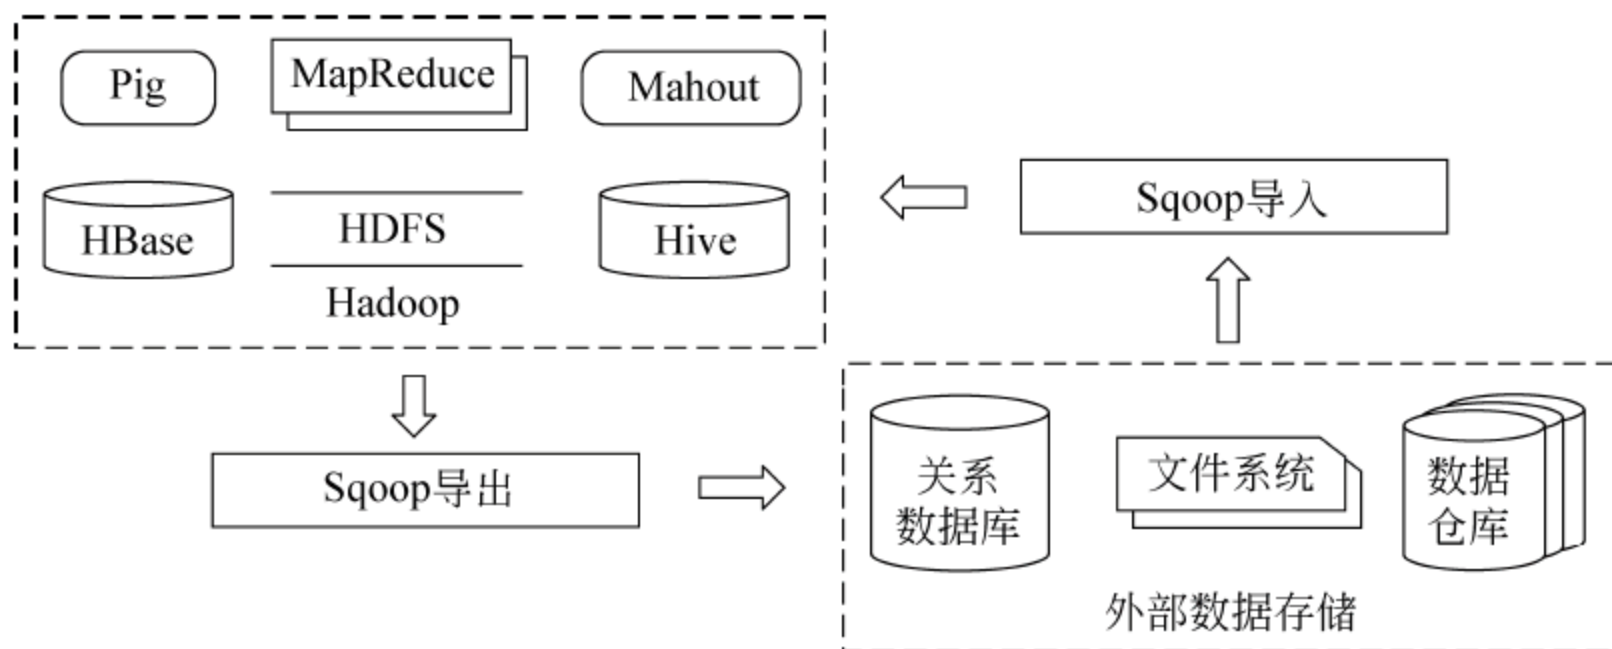 Pig
MapReduce
Mahout
HBase
HDFS
Hive
Hadoop
Sqoop导入
Sqoop导出
关系
数据库
文件系统
数据
仓库
外部数据存储